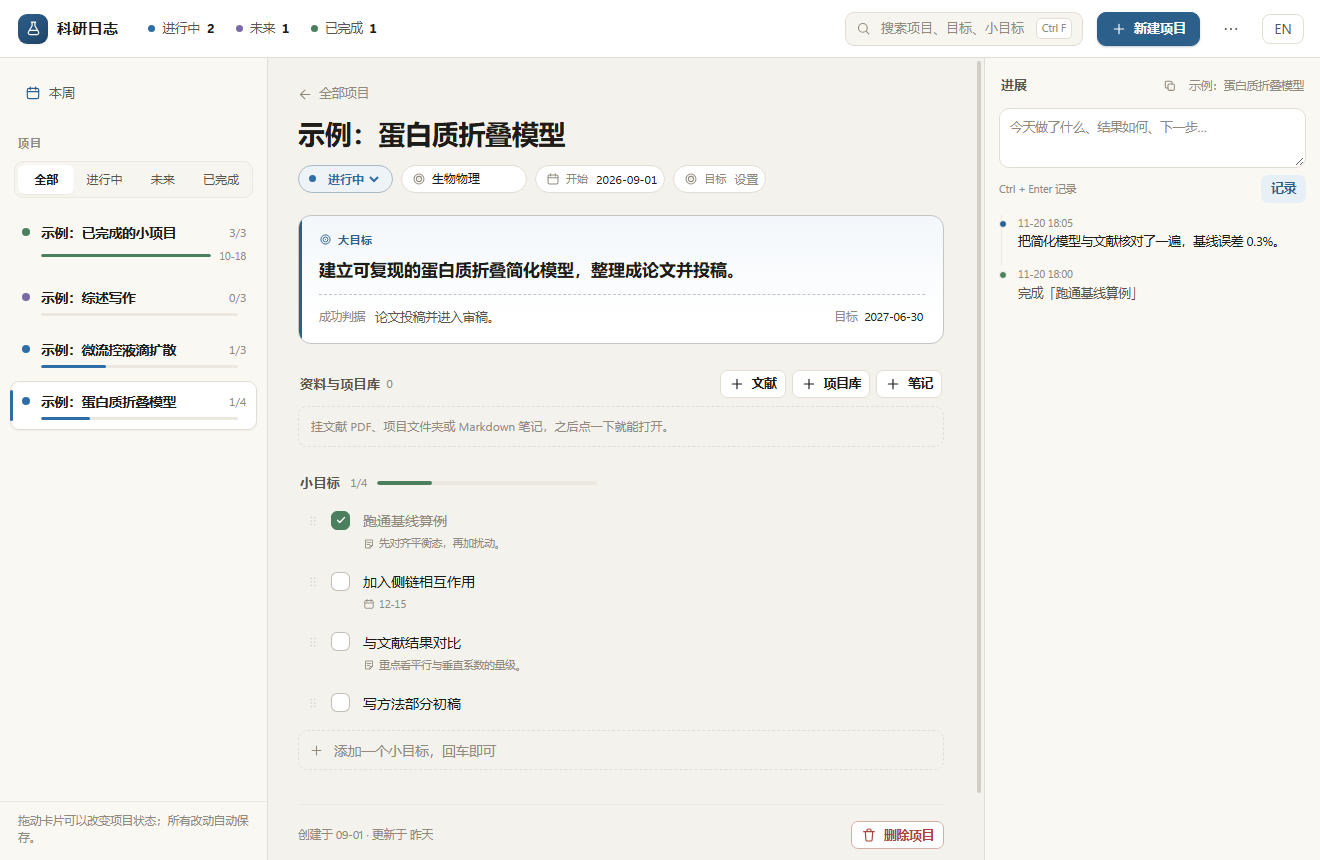 科研日志
进行中 2
未来 1
已完成 1
搜索项目、目标、小目标 Ctrl F
新建项目
EN
本周
项目
全部 进行中 未来 已完成
示例：已完成的小项目 3/3
10-18
示例：综述写作 0/3
示例：微流控液滴扩散 1/3
示例：蛋白质折叠模型 1/4
拖动卡片可以改变项目状态；所有改动自动保
存。
全部项目
示例：蛋白质折叠模型
进行中
生物物理
开始 2026-09-01
目标 设置
大目标
建立可复现的蛋白质折叠简化模型，整理成论文并投稿。
成功判据 论文投稿并进入审稿。
目标 2027-06-30
资料与项目库 0
文献
项目库
笔记
挂文献 PDF、项目文件夹或 Markdown 笔记，之后点一下就能打开。
小目标 1/4
跑通基线算例
先对齐平衡态，再加扰动。
加入侧链相互作用
12-15
与文献结果对比
重点看平行与垂直系数的量级。
写方法部分初稿
添加一个小目标，回车即可
创建于 09-01 · 更新于 昨天
删除项目
进展
示例：蛋白质折叠模型
今天做了什么、结果如何、下一步...
Ctrl + Enter 记录
记录
11-20 18:05
把简化模型与文献核对了一遍，基线误差 0.3%。
11-20 18:00
完成「跑通基线算例」